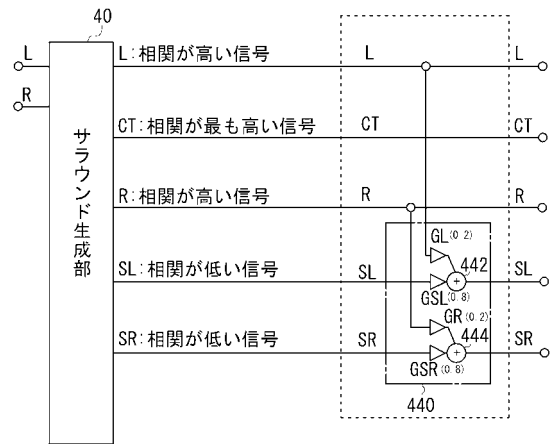 40
L
R
サラウンド生成部
L:相関が高い信号
L
L
CT:相関が最も高い信号
CT
CT
R:相関が高い信号
R
R
GL(0.2)
442
SL:相関が低い信号
SL
GSL(0.8)
SL
GR(0.2)
444
SR:相関が低い信号
SR
GSR(0.8)
SR
440